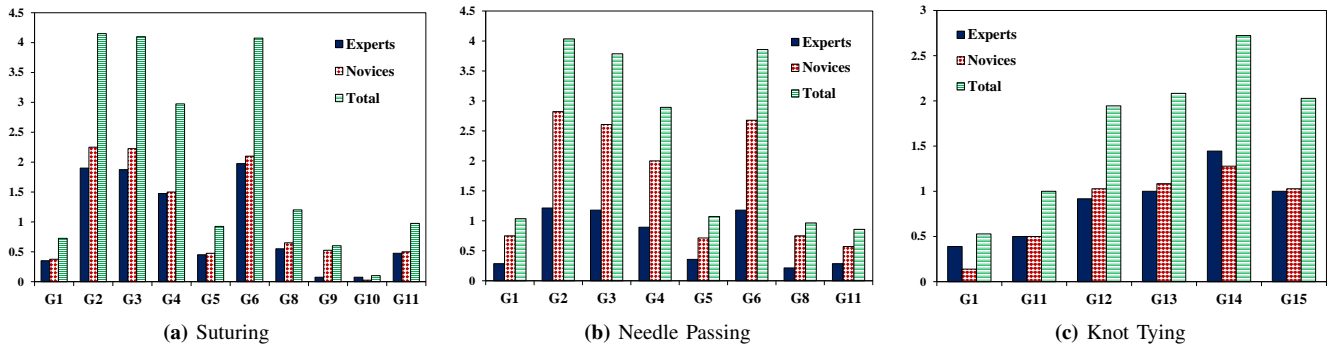 4.5
4
3.5
3
2.5
2
1.5
1
0.5
0
Experts
Novices
Total
G1 G2 G3 G4 G5 G6 G8 G9 G10 G11
(a) Suturing
4.5
4
3.5
3
2.5
2
1.5
1
0.5
0
Experts
Novices
Total
G1 G2 G3 G4 G5 G6 G8 G11
(b) Needle Passing
3
2.5
2
1.5
1
0.5
0
Experts
Novices
Total
G1 G11 G12 G13 G14 G15
(c) Knot Tying